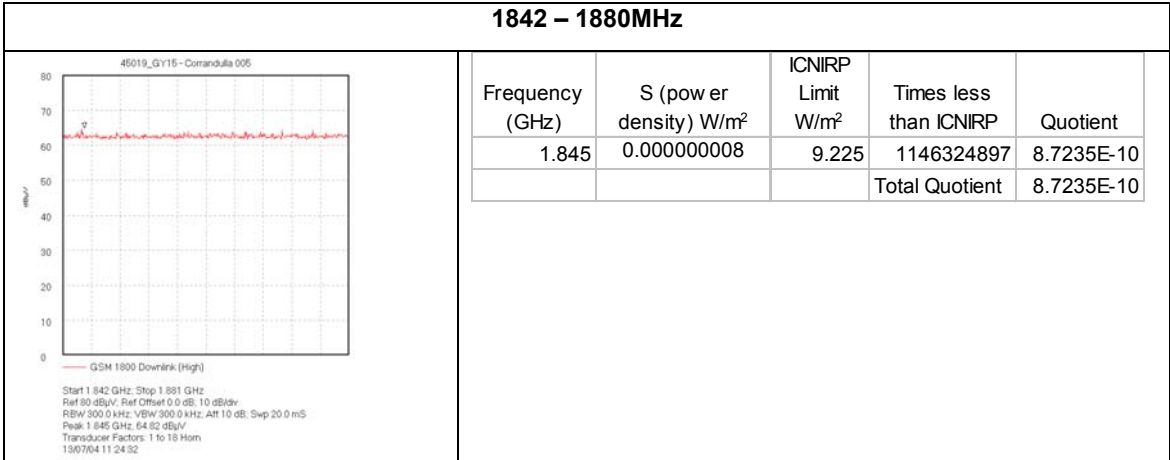 1842 – 1880MHz
45019_GY15 - Corrandulla 005
80
70
60
50
40
30
20
10
0
dBµV
GSM 1800 Downlink (High)
Start 1.842 GHz; Stop 1.881 GHz
Ref 80 dBµV; Ref Offset 0.0 dB; 10 dB/div
RBW 300.0 kHz; VBW 300.0 kHz; Att 10 dB; Swp 20.0 mS
Peak 1.845 GHz, 64.82 dBµV
Transducer Factors: 1 to 18 Horn
13/07/04 11:24:32
Frequency (GHz) S (pow er density) W/m² ICNIRP Limit W/m² Times less than ICNIRP Quotient
1.845 0.000000008 9.225 1146324897 8.7235E-10
Total Quotient 8.7235E-10